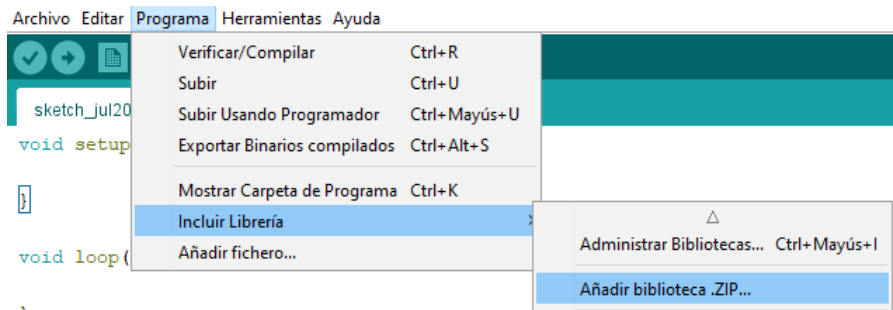 Archivo Editar Programa Herramientas Ayuda
Verificar/Compilar Ctrl+R
Subir Ctrl+U
sketch_jul20
Subir Usando Programador Ctrl+Mayús+U
void setup
Exportar Binarios compilados Ctrl+Alt+S
}
Mostrar Carpeta de Programa Ctrl+K
Incluir Librería
Administrar Bibliotecas... Ctrl+Mayús+I
void loop(
Añadir fichero...
Añadir biblioteca .ZIP...